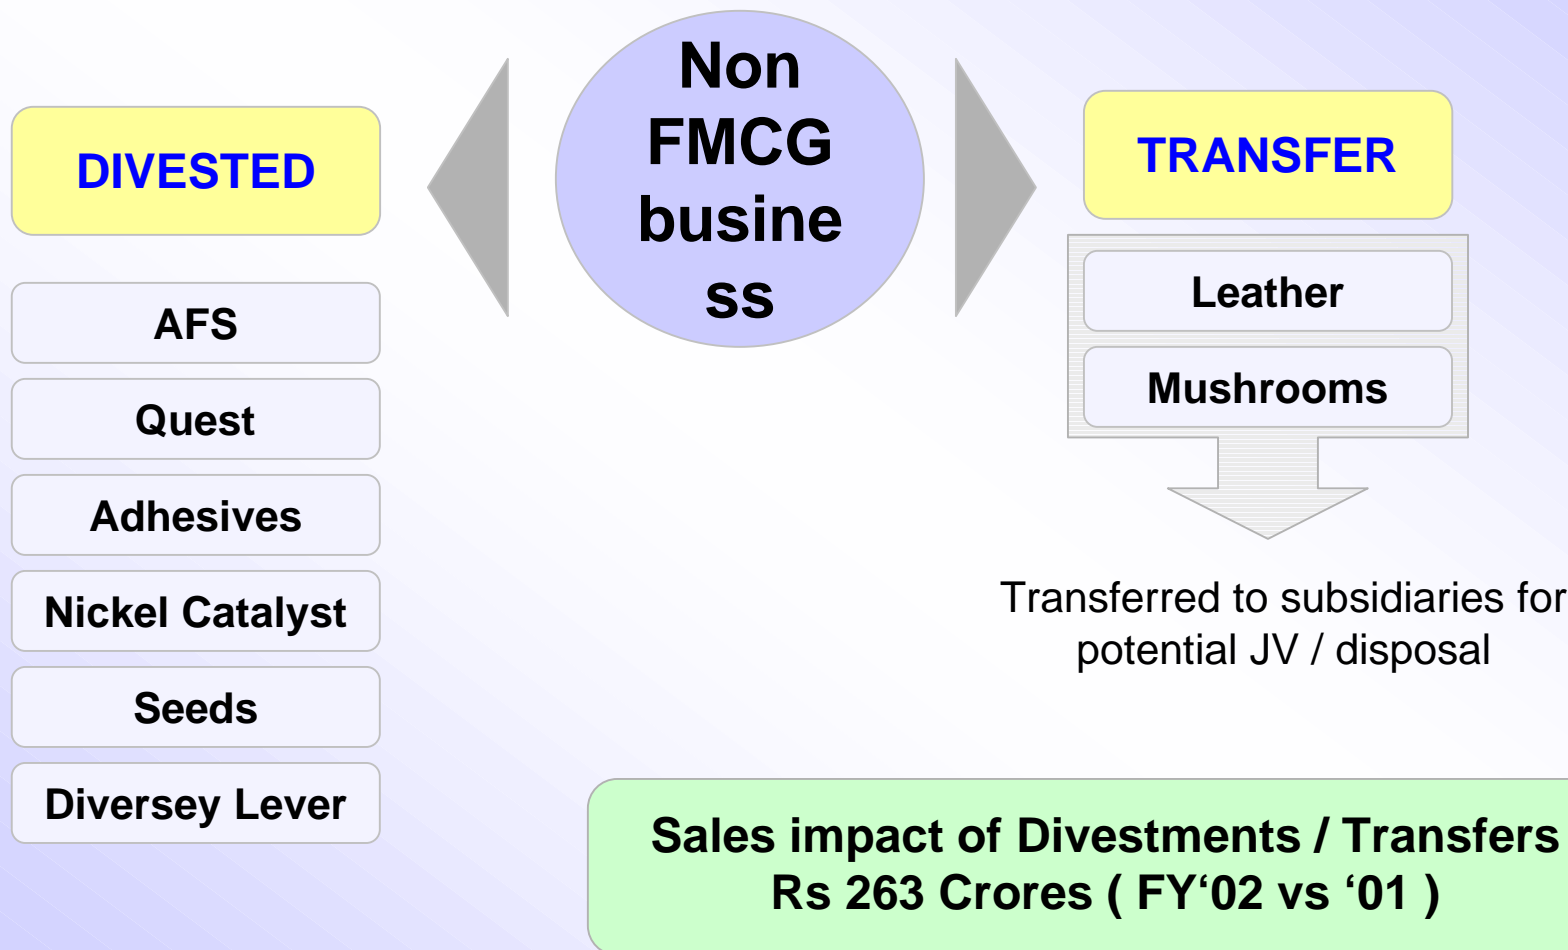 Non
FMCG
busine
ss
DIVESTED
AFS
Quest
Adhesives
Nickel Catalyst
Seeds
Diversey Lever
TRANSFER
Leather
Mushrooms
Transferred to subsidiaries for
potential JV / disposal
Sales impact of Divestments / Transfers
Rs 263 Crores ( FY‘02 vs ‘01 )